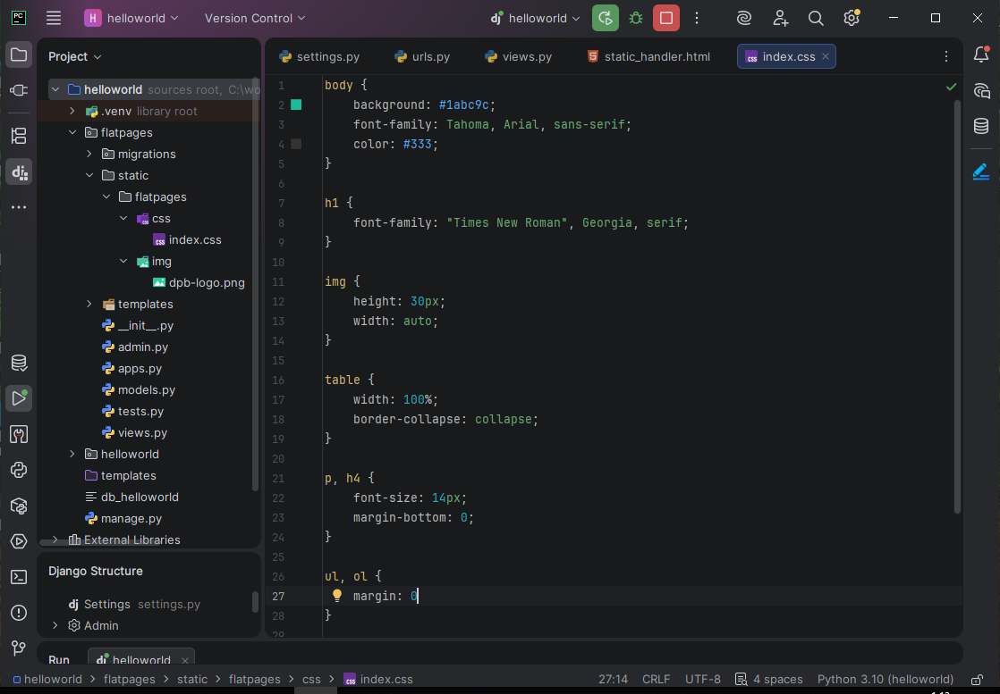 PC
H helloworld
Version Control
dj helloworld
Project
settings.py
urls.py
views.py
static_handler.html
index.css
helloworld sources root, C:\wo
.venv library root
flatpages
migrations
static
flatpages
css
index.css
img
dpb-logo.png
templates
__init__.py
admin.py
apps.py
models.py
tests.py
views.py
helloworld
templates
db_helloworld
manage.py
External Libraries
1 body {
2 background: #1abc9c;
3 font-family: Tahoma, Arial, sans-serif;
4 color: #333;
5 }
6
7 h1 {
8 font-family: "Times New Roman", Georgia, serif;
9 }
10
11 img {
12 height: 30px;
13 width: auto;
14 }
15
16 table {
17 width: 100%;
18 border-collapse: collapse;
19 }
20
21 p, h4 {
22 font-size: 14px;
23 margin-bottom: 0;
24 }
25
26 ul, ol {
27 margin: 0
28 }
29
Django Structure
dj Settings settings.py
Admin
Run
dj helloworld
helloworld > flatpages > static > flatpages > css > index.css
27:14 CRLF UTF-8 4 spaces Python 3.10 (helloworld)